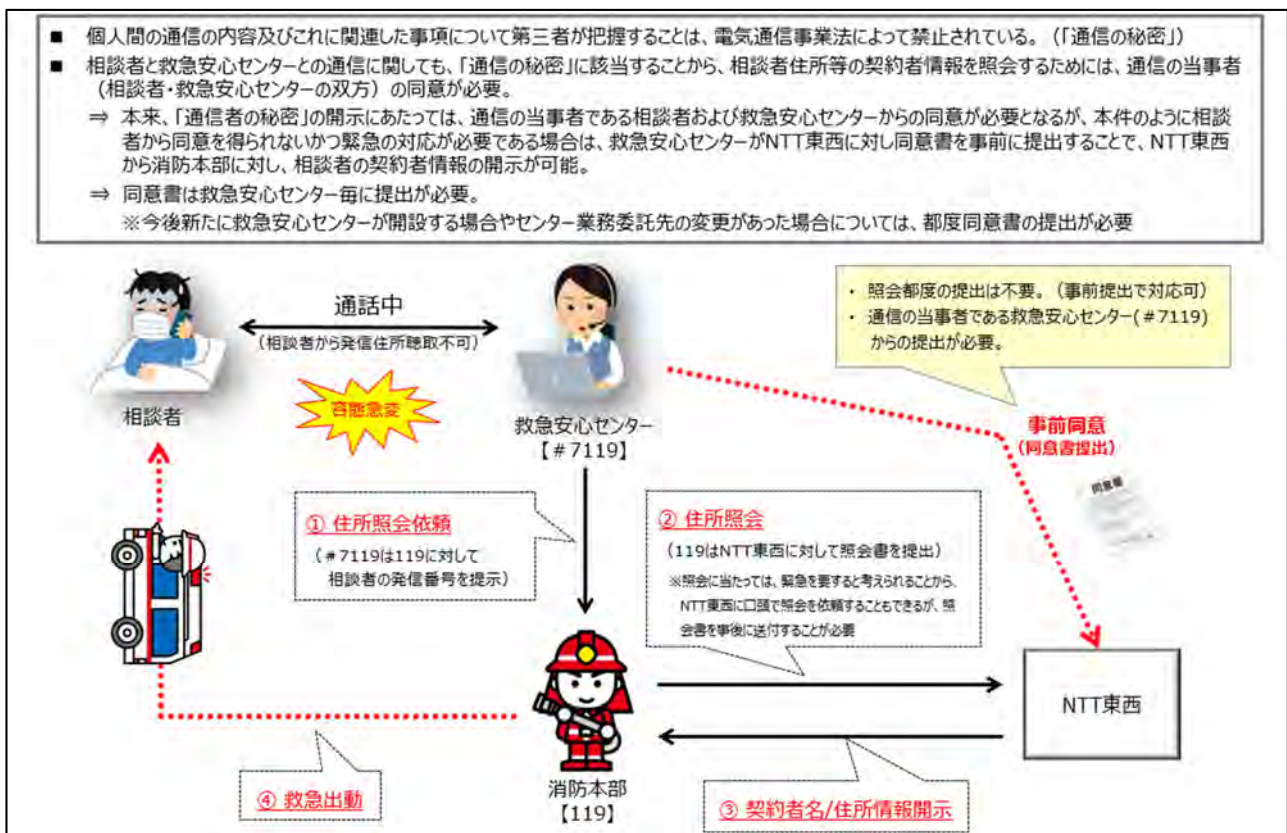 ■ 個人間の通信の内容及びこれに関連した事項について第三者が把握することは、電気通信事業法によって禁止されている。（「通信の秘密」）
■ 相談者と救急安心センターとの通信に関しても、「通信の秘密」に該当することから、相談者住所等の契約者情報を照会するためには、通信の当事者
（相談者・救急安心センターの双方）の同意が必要。
⇒ 本来、「通信者の秘密」の開示にあたっては、通信の当事者である相談者および救急安心センターからの同意が必要となるが、本件のように相談
者から同意を得られないかつ緊急の対応が必要である場合は、救急安心センターがNTT東西に対し同意書を事前に提出することで、NTT東西
から消防本部に対し、相談者の契約者情報の開示が可能。
⇒ 同意書は救急安心センター毎に提出が必要。
※今後新たに救急安心センターが開設する場合やセンター業務委託先の変更があった場合については、都度同意書の提出が必要
通話中
（相談者から発信住所聴取不可）
容態急変
相談者
救急安心センター
【＃7119】
・ 照会都度の提出は不要。（事前提出で対応可）
・ 通信の当事者である救急安心センター(＃7119)
からの提出が必要。
事前同意
（同意書提出）
同意書
① 住所照会依頼
（＃7119は119に対して
相談者の発信番号を提示）
② 住所照会
（119はNTT東西に対して照会書を提出）
※照会に当たっては、緊急を要すると考えられることから、
NTT東西に口頭で照会を依頼することもできるが、照
会書を事後に送付することが必要
NTT東西
消防本部
【119】
③ 契約者名/住所情報開示
④ 救急出動